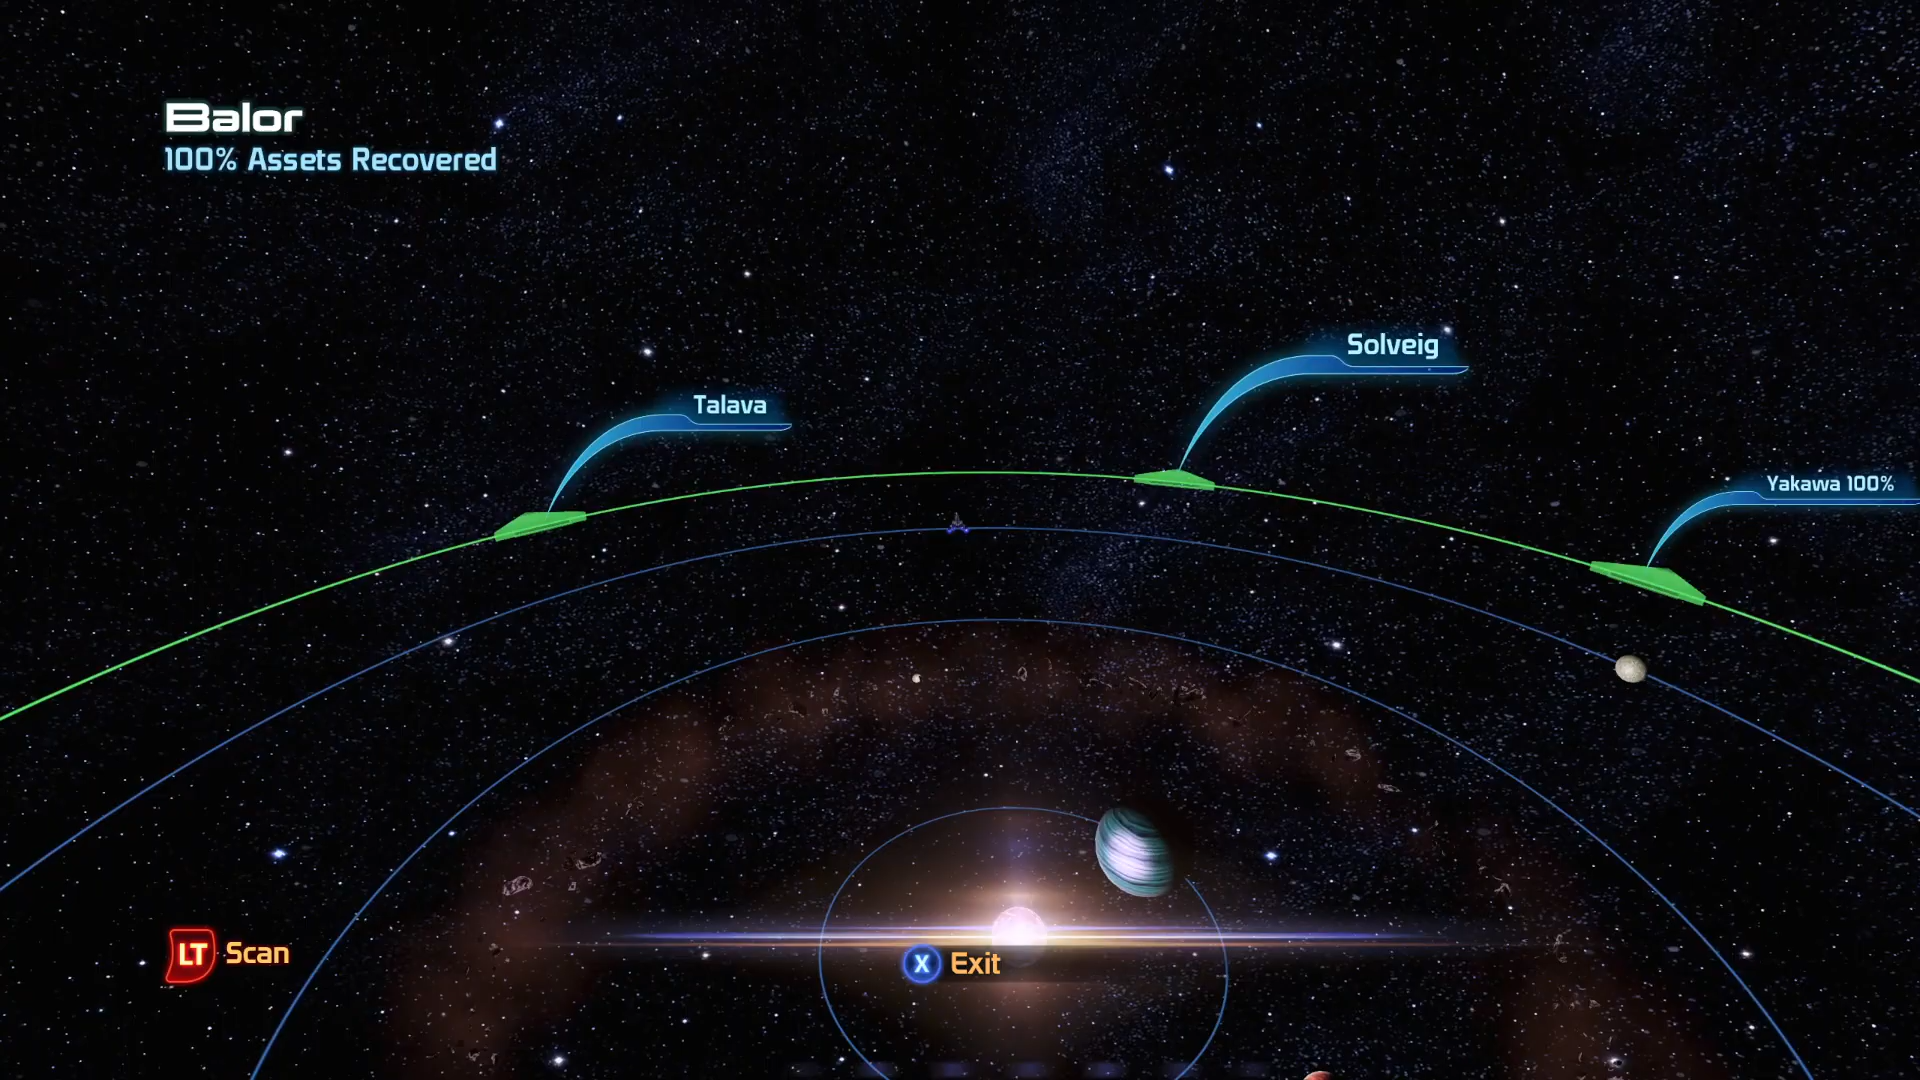 Balor
100% Assets Recovered
Solveig
Talava
Yakawa 100%
LT Scan
X Exit